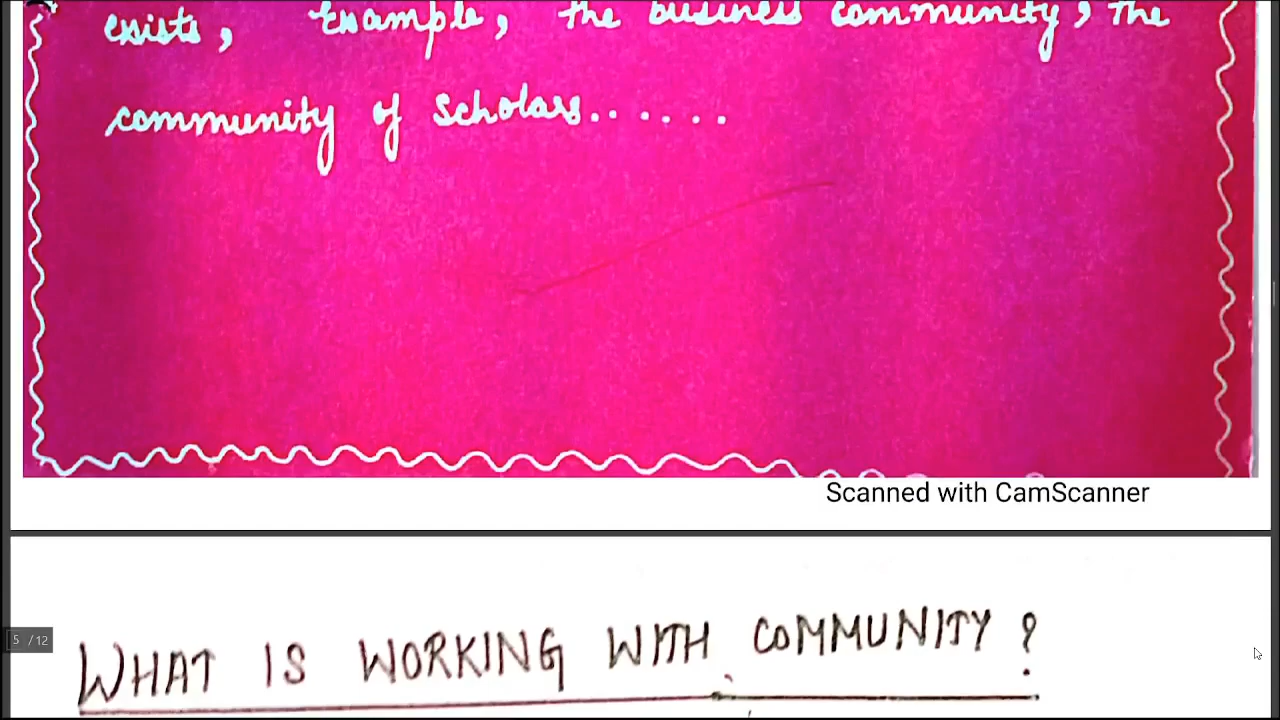 exists, Example, the business community, the
community of Scholars......
Scanned with CamScanner
5 / 12
WHAT IS WORKING WITH COMMUNITY ?